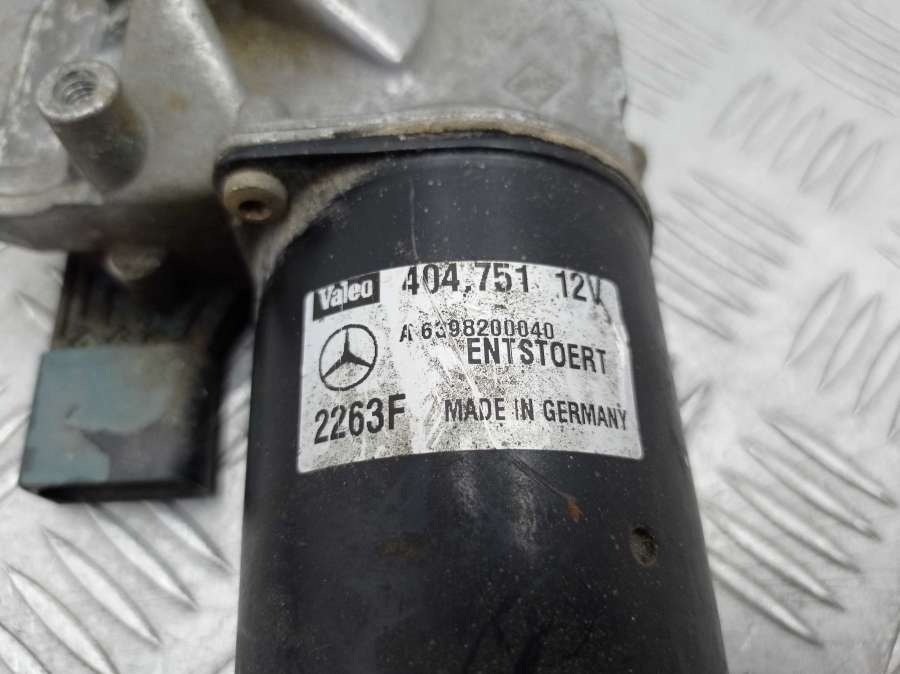 Valeo 404.751 12V
A 6398200040
ENTSTOERT
2263F MADE IN GERMANY